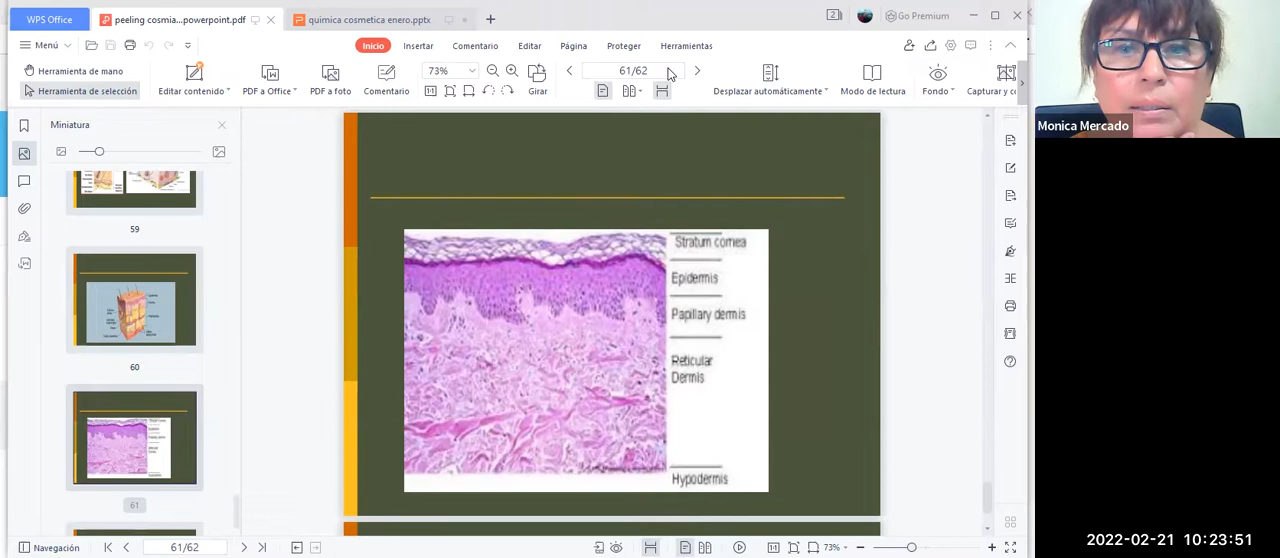 WPS Office
peeling cosmia...powerpoint.pdf
quimica cosmetica enero.pptx
2
Go Premium
Menú
Inicio
Insertar
Comentario
Editar
Página
Proteger
Herramientas
Herramienta de mano
Herramienta de selección
Editar contenido
PDF a Office
PDF a foto
Comentario
73%
Girar
61/62
Desplazar automáticamente
Modo de lectura
Fondo
Capturar y co
Miniatura
59
60
61
Stratum cornea
Epidermis
Papillary dermis
Reticular
Dermis
Hypodermis
Navegación
61/62
73%
Monica Mercado
2022-02-21 10:23:51